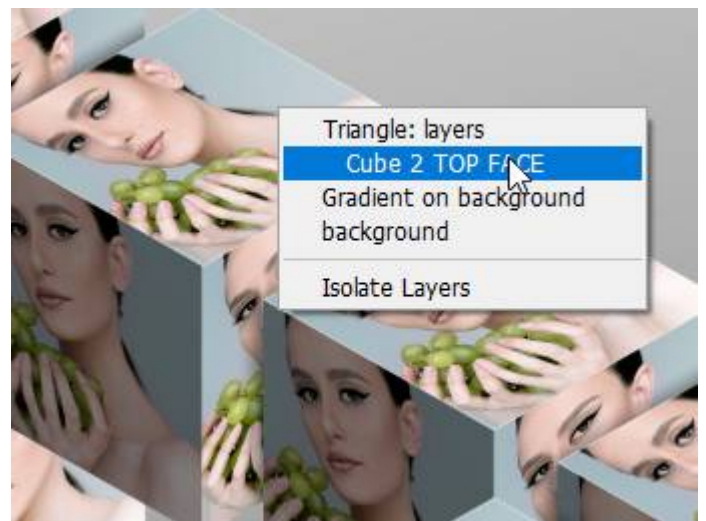 Triangle: layers
Cube 2 TOP FACE
Gradient on background
background
Isolate Layers